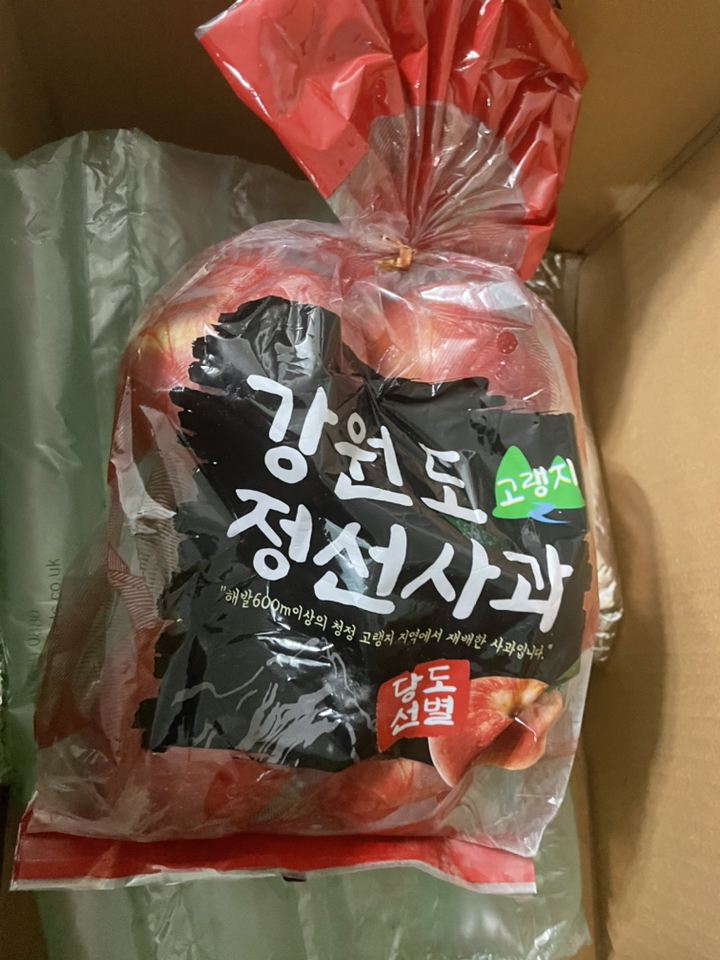 강원도
고랭지
정선사과
"해발600m이상의 청정 고랭지 지역에서 재배한 사과입니다."
당도
선별
co.uk